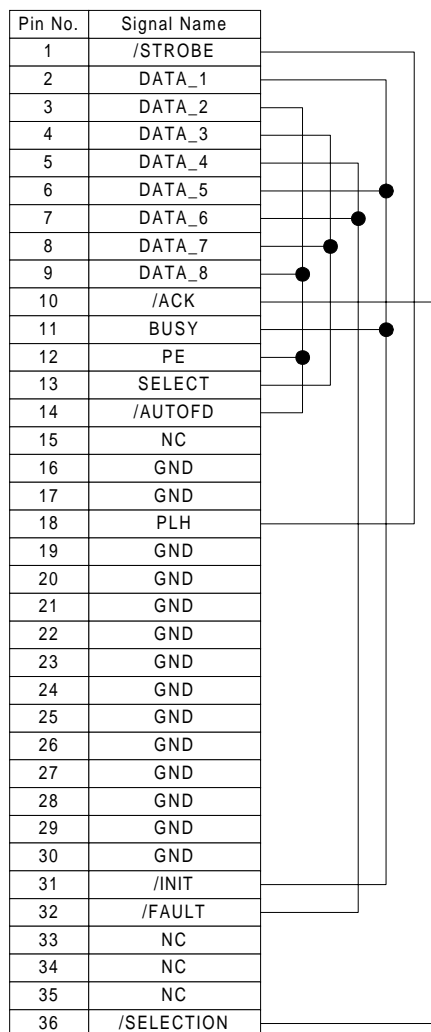 Pin No. Signal Name
1 /STROBE
2 DATA_1
3 DATA_2
4 DATA_3
5 DATA_4
6 DATA_5
7 DATA_6
8 DATA_7
9 DATA_8
10 /ACK
11 BUSY
12 PE
13 SELECT
14 /AUTOFD
15 NC
16 GND
17 GND
18 PLH
19 GND
20 GND
21 GND
22 GND
23 GND
24 GND
25 GND
26 GND
27 GND
28 GND
29 GND
30 GND
31 /INIT
32 /FAULT
33 NC
34 NC
35 NC
36 /SELECTION